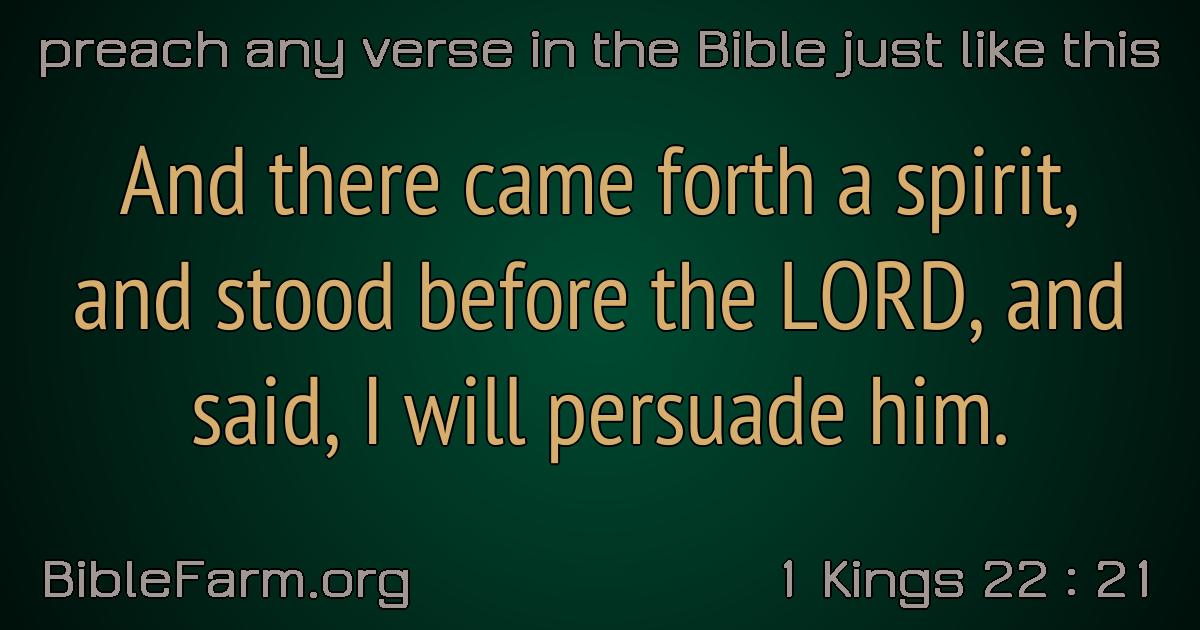 preach any verse in the Bible just like this
And there came forth a spirit,
and stood before the LORD, and
said, I will persuade him.
BibleFarm.org
1 Kings 22 : 21